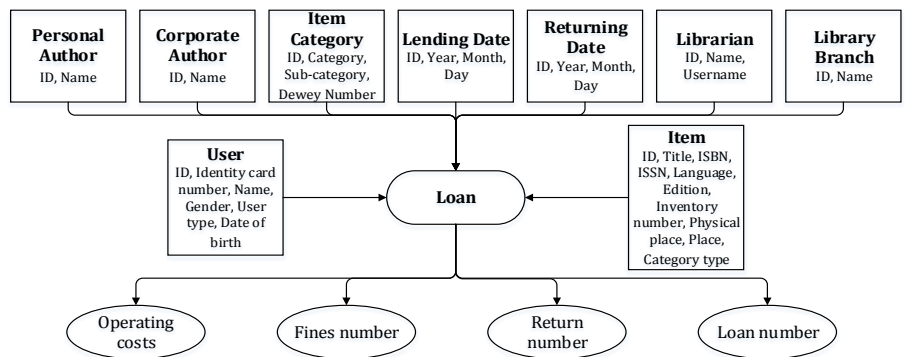 Personal
Author
ID, Name
Corporate
Author
ID, Name
Item
Category
ID, Category,
Sub-category,
Dewey Number
Lending Date
ID, Year, Month,
Day
Returning
Date
ID, Year, Month,
Day
Librarian
ID, Name,
Username
Library
Branch
ID, Name
User
ID, Identity card
number, Name,
Gender, User
type, Date of
birth
Loan
Item
ID, Title, ISBN,
ISSN, Language,
Edition,
Inventory
number, Physical
place, Place,
Category type
Operating
costs
Fines number
Return
number
Loan number